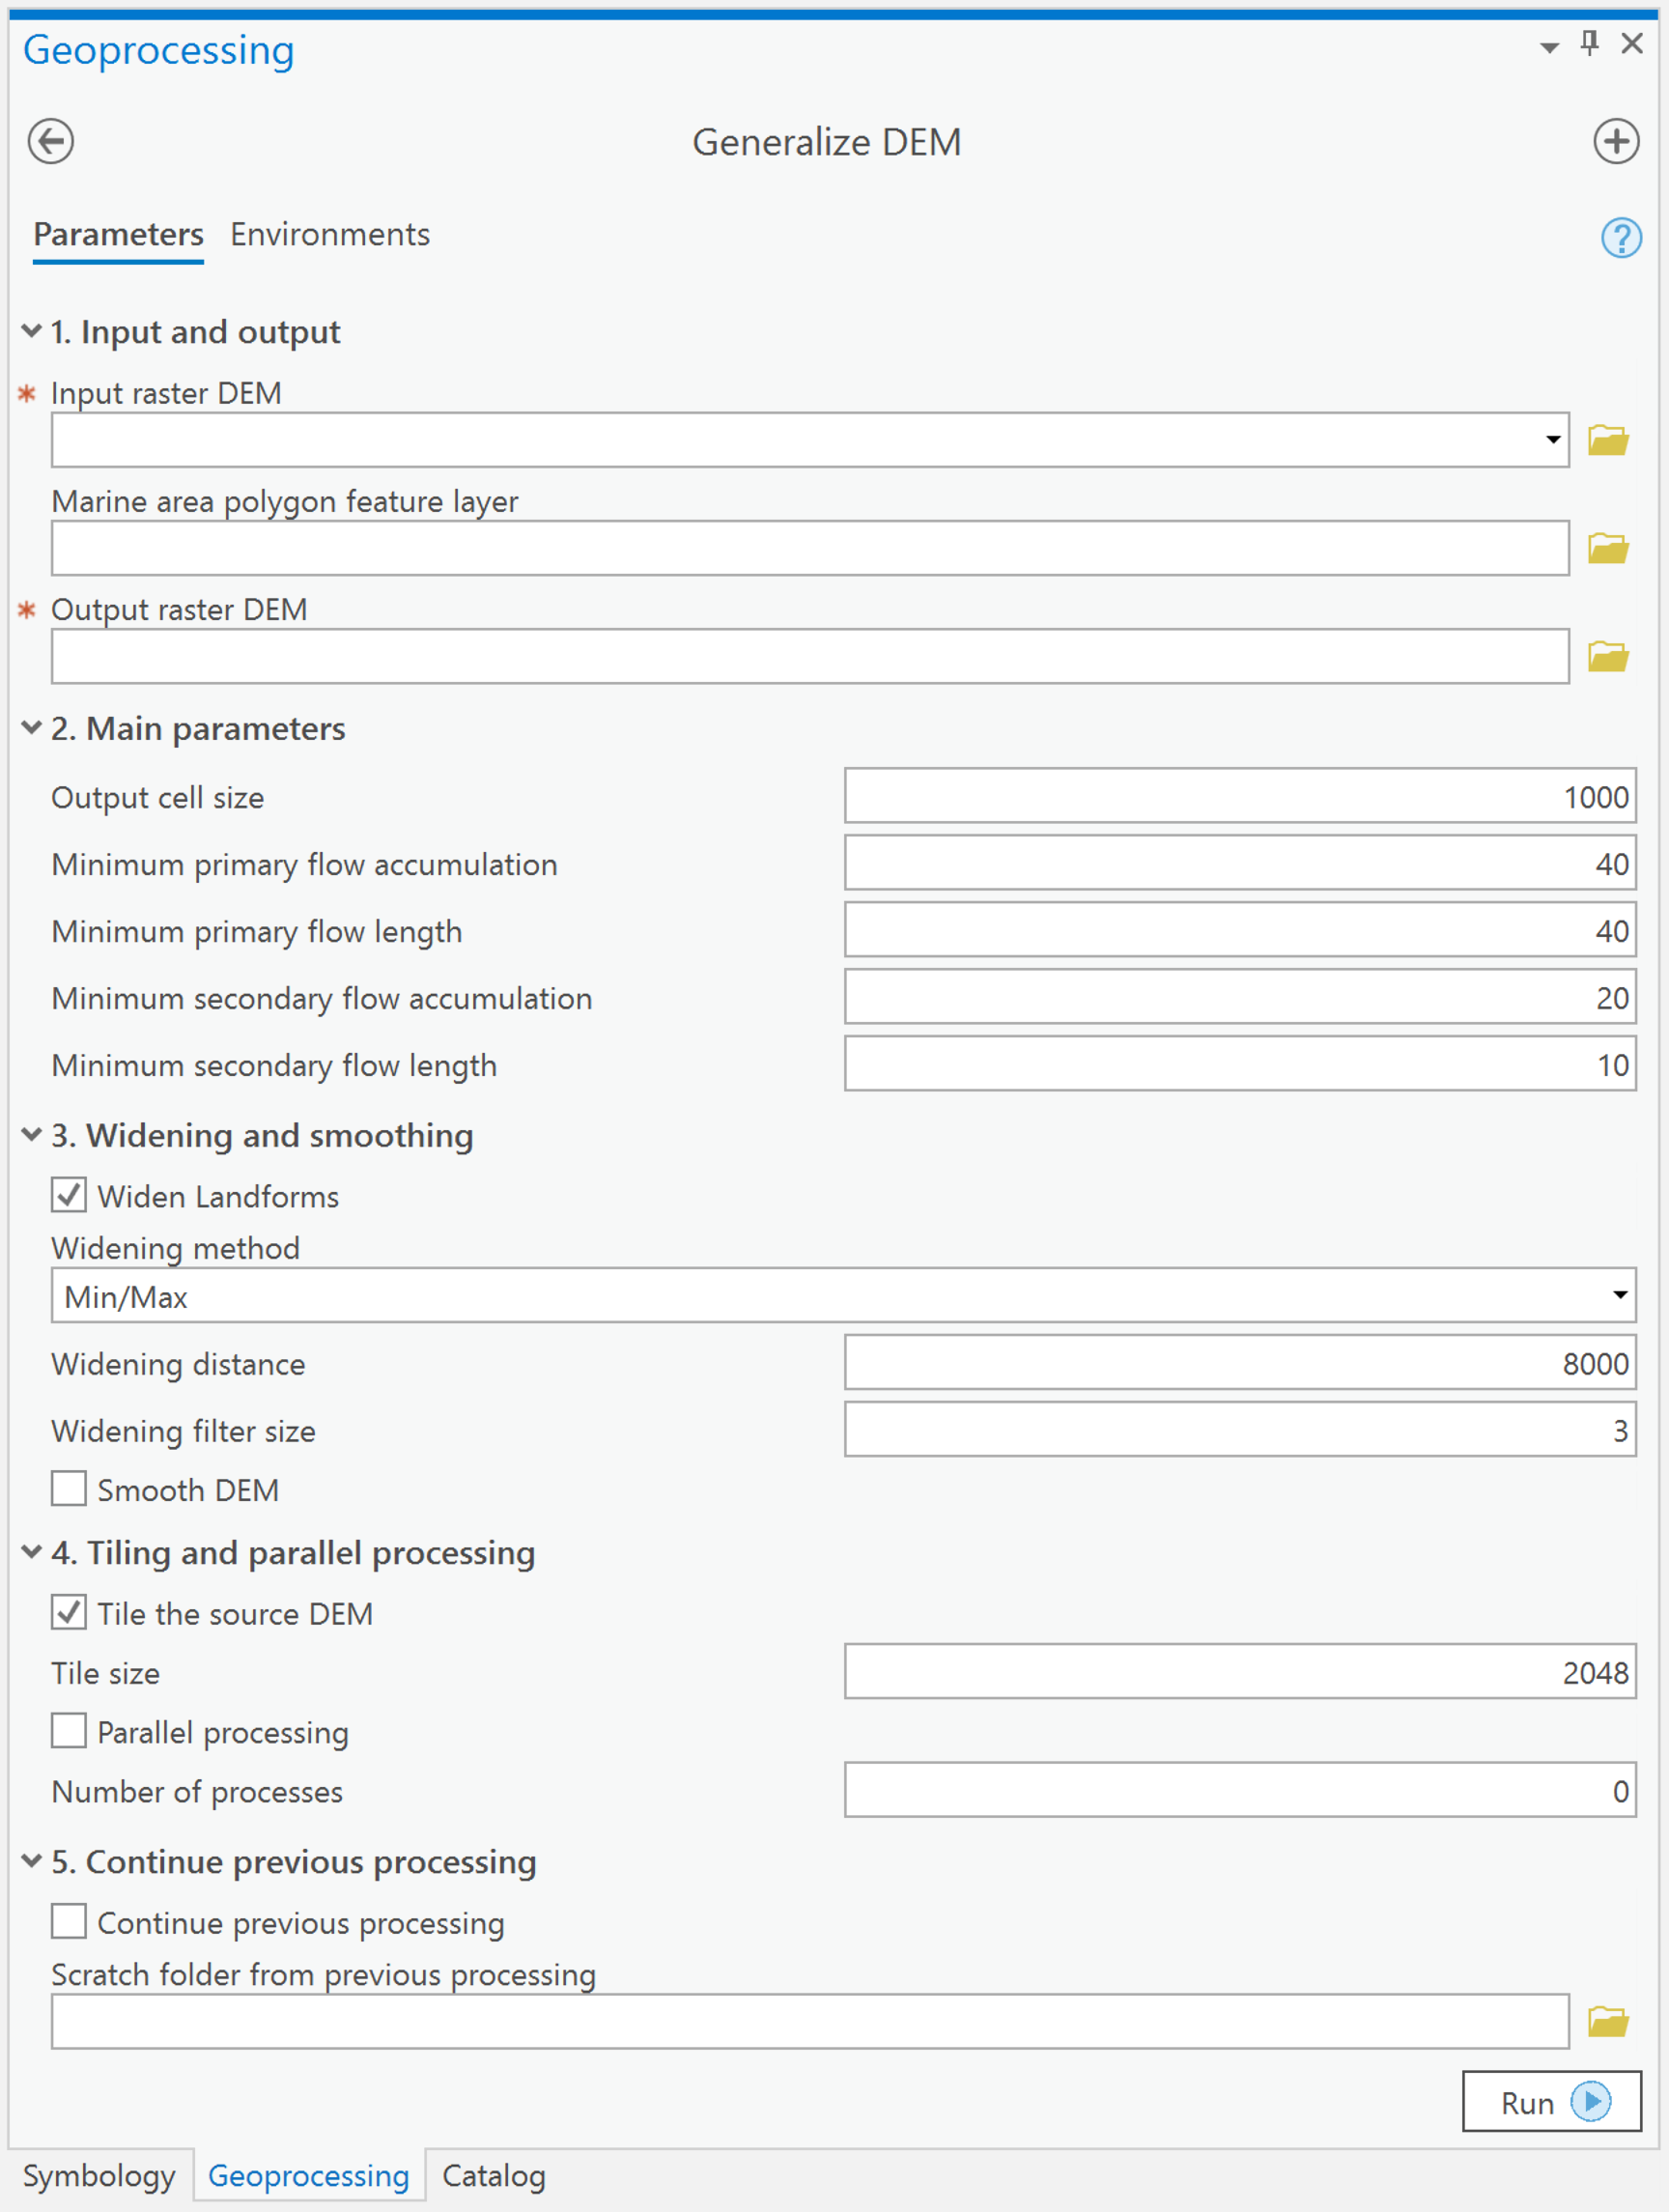 Geoprocessing
Generalize DEM
Parameters Environments
1. Input and output
* Input raster DEM
Marine area polygon feature layer
* Output raster DEM
2. Main parameters
Output cell size 1000
Minimum primary flow accumulation 40
Minimum primary flow length 40
Minimum secondary flow accumulation 20
Minimum secondary flow length 10
3. Widening and smoothing
Widen Landforms
Widening method
Min/Max
Widening distance 8000
Widening filter size 3
Smooth DEM
4. Tiling and parallel processing
Tile the source DEM
Tile size 2048
Parallel processing
Number of processes 0
5. Continue previous processing
Continue previous processing
Scratch folder from previous processing
Run
Symbology Geoprocessing Catalog